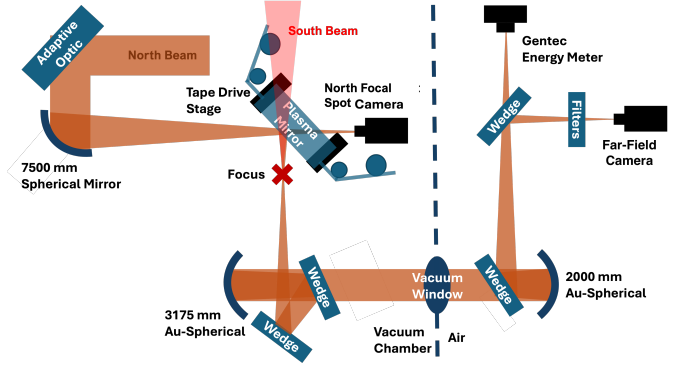 South Beam
Adaptive
Optic
North Beam
Gentec
Energy Meter
Tape Drive
Stage
North Focal
Spot Camera
Plasma
Mirror
Wedge
Filters
Far-Field
Camera
7500 mm
Spherical Mirror
Focus
3175 mm
Au-Spherical
Wedge
Wedge
Vacuum
Window
Wedge
2000 mm
Au-Spherical
Vacuum
Chamber
Air